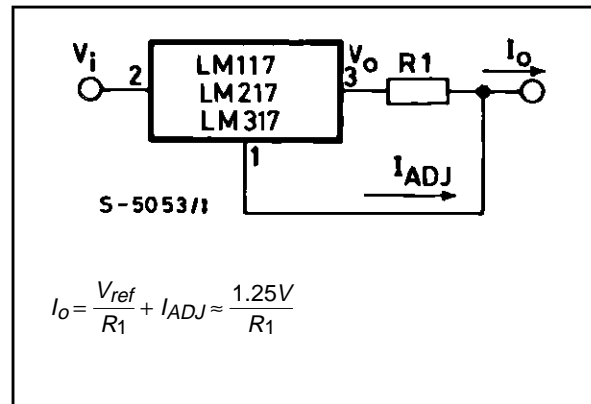 Vi
2
LM117
LM217
LM317
Vo
3
R1
Io
1
IADJ
S-5053/1
Io = Vref/R1 + IADJ ≈ 1.25V/R1